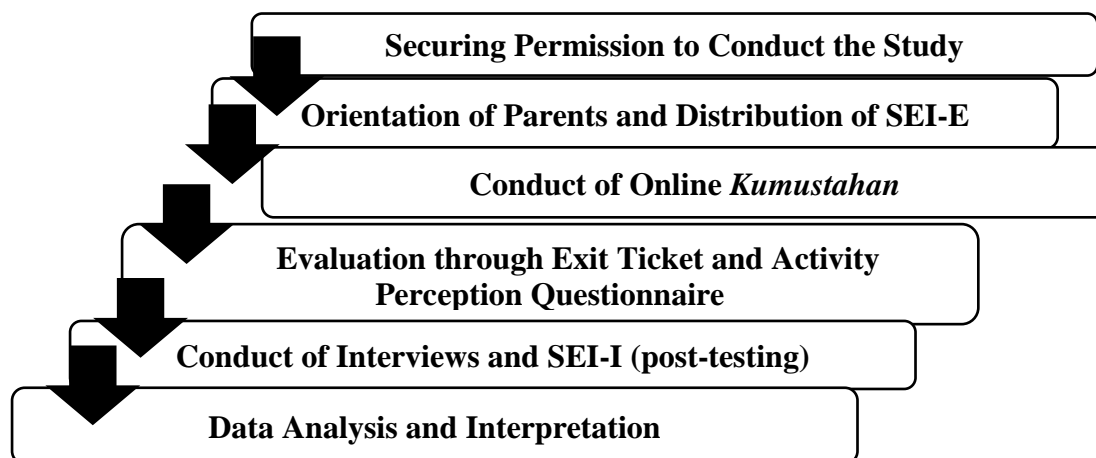 Securing Permission to Conduct the Study
Orientation of Parents and Distribution of SEI-E
Conduct of Online Kumustahan
Evaluation through Exit Ticket and Activity
Perception Questionnaire
Conduct of Interviews and SEI-I (post-testing)
Data Analysis and Interpretation